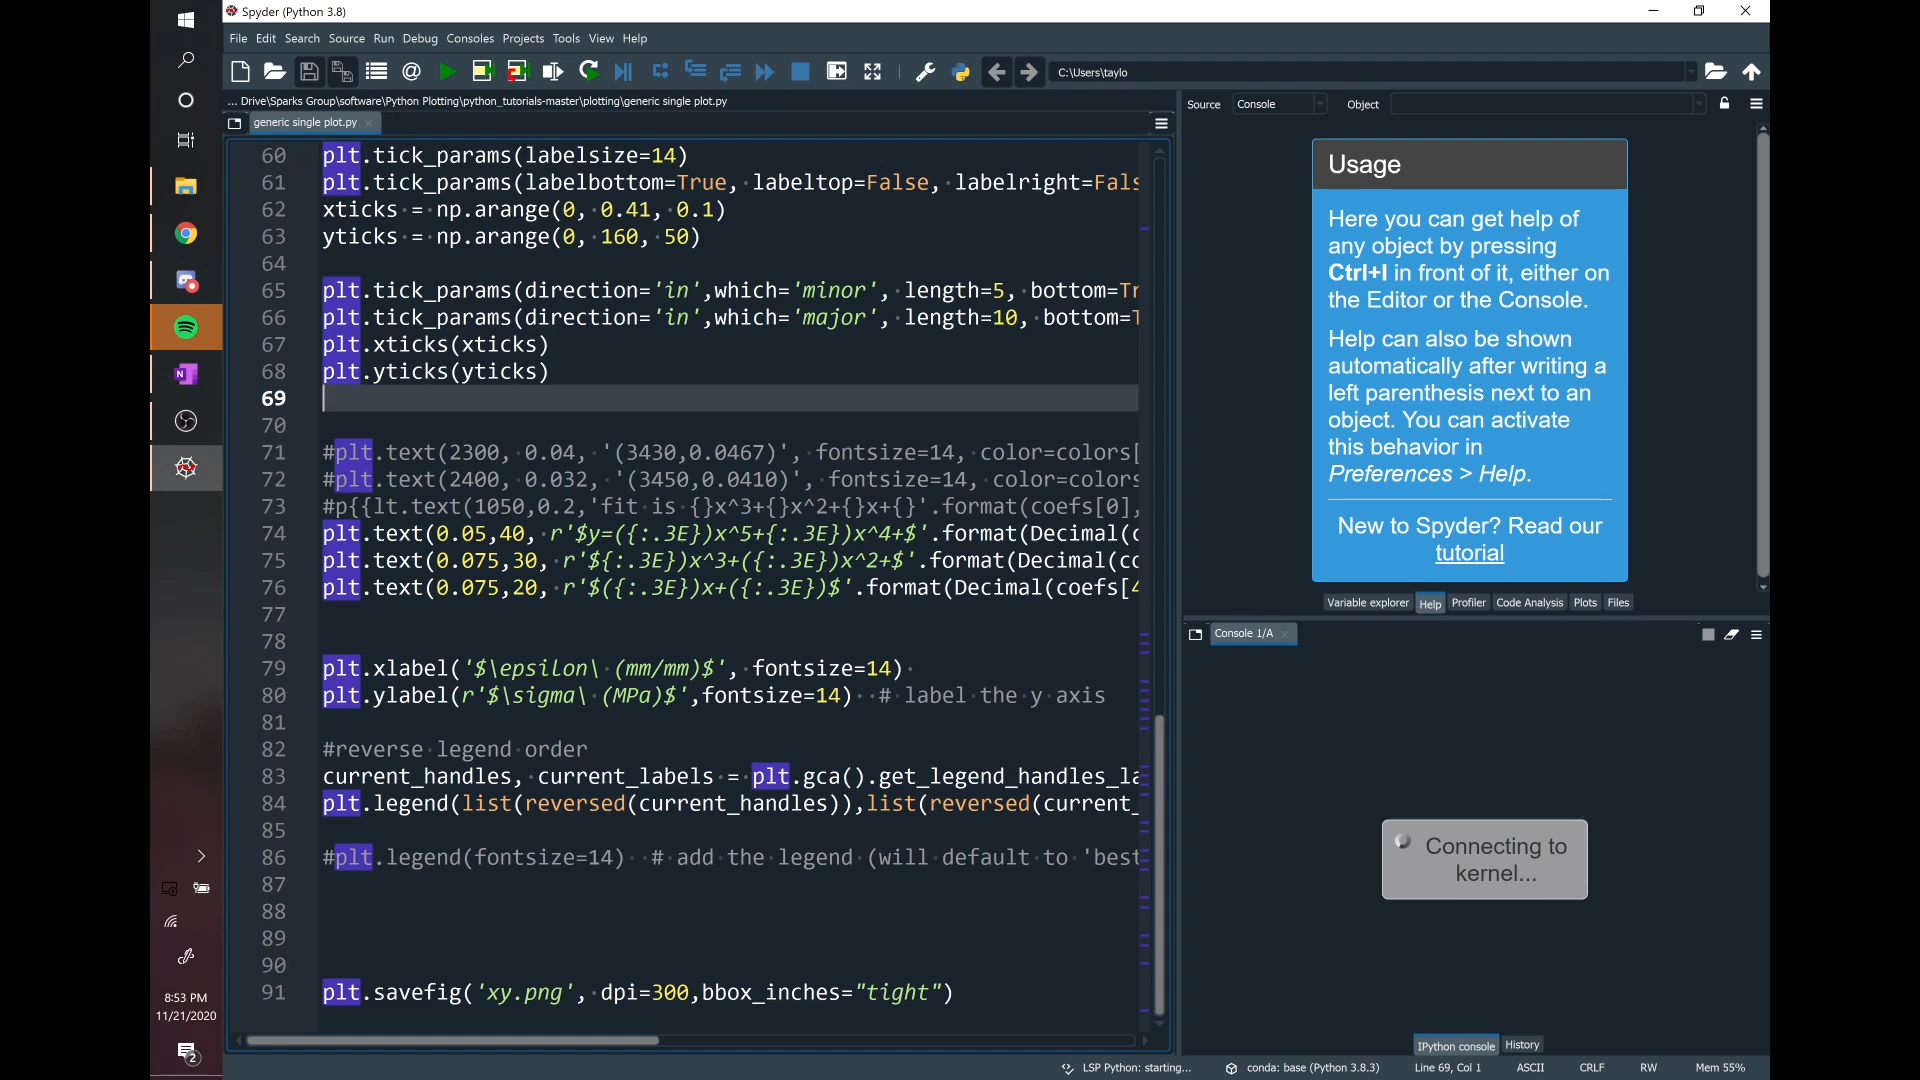 Spyder (Python 3.8)
File Edit Search Source Run Debug Consoles Projects Tools View Help
C:\Users\taylo
... Drive\Sparks Group\software\Python Plotting\python_tutorials-master\plotting\generic single plot.py
generic single plot.py
60 plt.tick_params(labelsize=14)
61 plt.tick_params(labelbottom=True, labeltop=False, labelright=Fals
62 xticks = np.arange(0, 0.41, 0.1)
63 yticks = np.arange(0, 160, 50)
64
65 plt.tick_params(direction='in',which='minor', length=5, bottom=Tr
66 plt.tick_params(direction='in',which='major', length=10, bottom=T
67 plt.xticks(xticks)
68 plt.yticks(yticks)
69
70
71 #plt.text(2300, 0.04, '(3430,0.0467)', fontsize=14, color=colors[
72 #plt.text(2400, 0.032, '(3450,0.0410)', fontsize=14, color=colors
73 #p{{lt.text(1050,0.2,'fit is {}x^3+{}x^2+{}x+{}'.format(coefs[0],
74 plt.text(0.05,40, r'$y=({:.3E})x^5+{:.3E})x^4+$'.format(Decimal(c
75 plt.text(0.075,30, r'${:.3E})x^3+({:.3E})x^2+$'.format(Decimal(co
76 plt.text(0.075,20, r'$({:.3E})x+({:.3E})$'.format(Decimal(coefs[4
77
78
79 plt.xlabel('$\epsilon\ (mm/mm)$', fontsize=14)
80 plt.ylabel(r'$\sigma\ (MPa)$',fontsize=14) # label the y axis
81
82 #reverse legend order
83 current_handles, current_labels = plt.gca().get_legend_handles_la
84 plt.legend(list(reversed(current_handles)),list(reversed(current_
85
86 #plt.legend(fontsize=14) # add the legend (will default to 'best
87
88
89
90
91 plt.savefig('xy.png', dpi=300,bbox_inches="tight")
Source Console Object
Usage
Here you can get help of
any object by pressing
Ctrl+I in front of it, either on
the Editor or the Console.
Help can also be shown
automatically after writing a
left parenthesis next to an
object. You can activate
this behavior in
Preferences > Help.
New to Spyder? Read our
tutorial
Variable explorer Help Profiler Code Analysis Plots Files
Console 1/A
Connecting to
kernel...
IPython console History
LSP Python: starting... conda: base (Python 3.8.3) Line 69, Col 1 ASCII CRLF RW Mem 55%
8:53 PM
11/21/2020
2